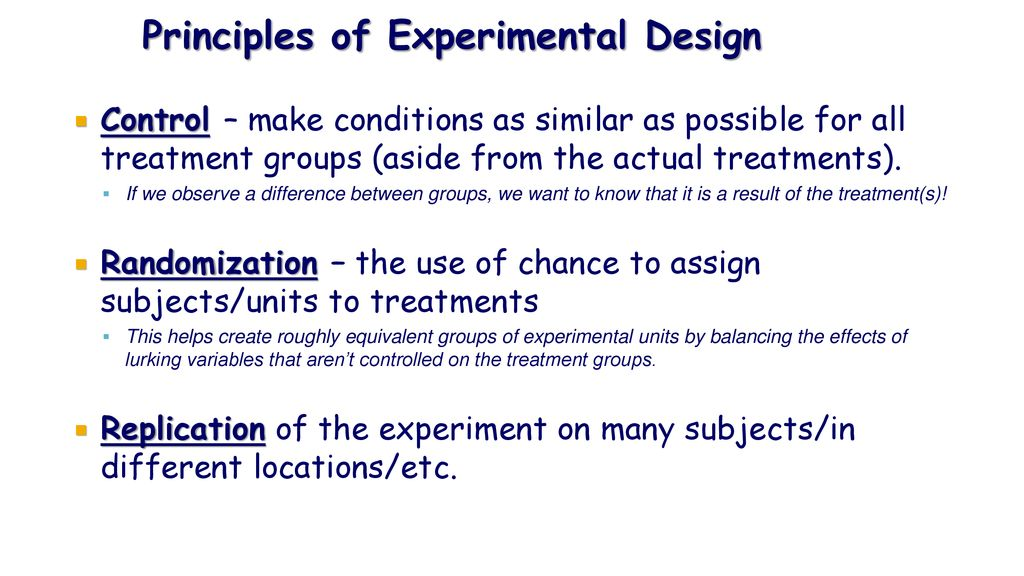 Principles of Experimental Design
Control – make conditions as similar as possible for all
treatment groups (aside from the actual treatments).
If we observe a difference between groups, we want to know that it is a result of the treatment(s)!
Randomization – the use of chance to assign
subjects/units to treatments
This helps create roughly equivalent groups of experimental units by balancing the effects of
lurking variables that aren’t controlled on the treatment groups.
Replication of the experiment on many subjects/in
different locations/etc.